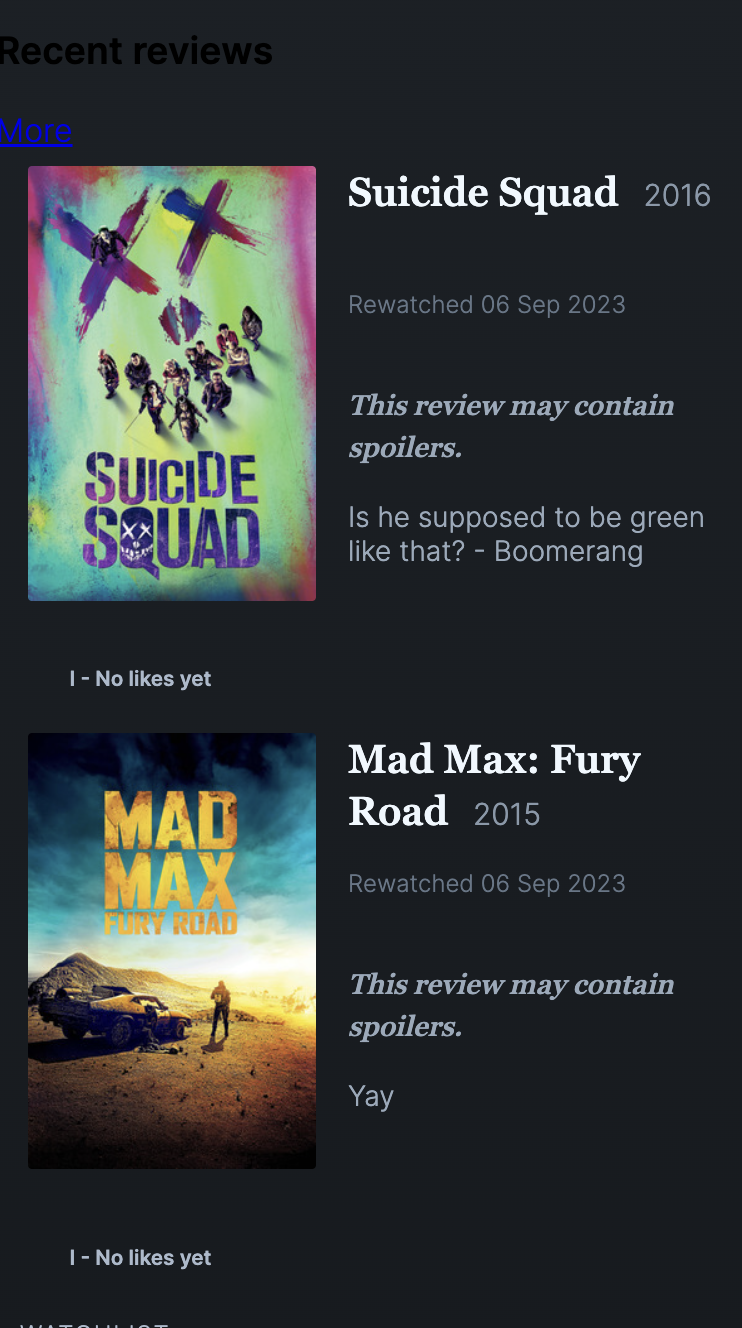 Recent reviews
More
SUICIDE
SQUAD
Suicide Squad 2016
Rewatched 06 Sep 2023
This review may contain
spoilers.
Is he supposed to be green
like that? - Boomerang
I - No likes yet
MAD
MAX
FURY ROAD
Mad Max: Fury
Road 2015
Rewatched 06 Sep 2023
This review may contain
spoilers.
Yay
I - No likes yet
WATCHLIST